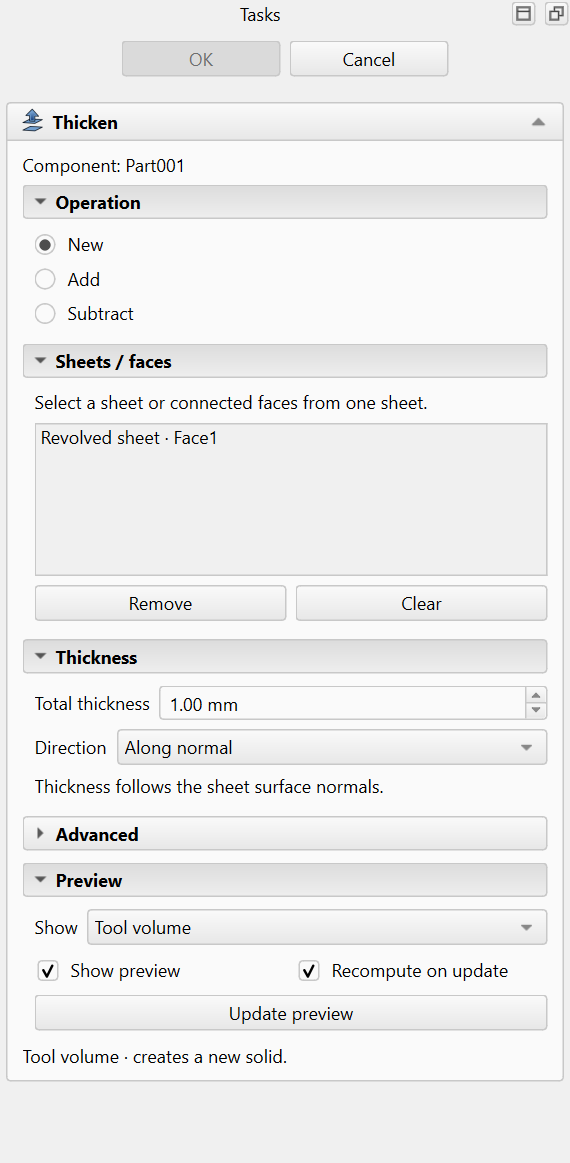 Tasks
OK Cancel
Thicken
Component: Part001
Operation
New
Add
Subtract
Sheets / faces
Select a sheet or connected faces from one sheet.
Revolved sheet · Face1
Remove Clear
Thickness
Total thickness 1.00 mm
Direction Along normal
Thickness follows the sheet surface normals.
Advanced
Preview
Show Tool volume
Show preview Recompute on update
Update preview
Tool volume · creates a new solid.